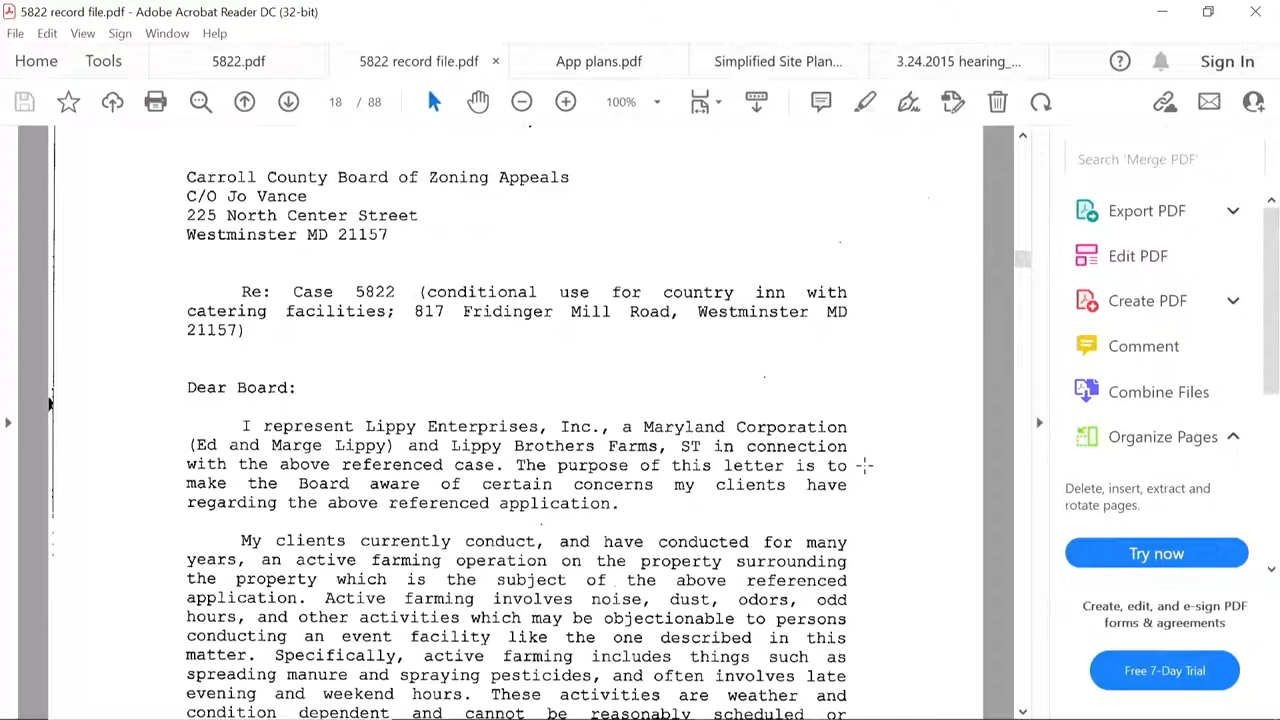 5822 record file.pdf - Adobe Acrobat Reader DC (32-bit)
File Edit View Sign Window Help
Home Tools 5822.pdf 5822 record file.pdf × App plans.pdf Simplified Site Plan... 3.24.2015 hearing_... Sign In
18 / 88 100%
Carroll County Board of Zoning Appeals
C/O Jo Vance
225 North Center Street
Westminster MD 21157
Re: Case 5822 (conditional use for country inn with
catering facilities; 817 Fridinger Mill Road, Westminster MD
21157)
Dear Board:
I represent Lippy Enterprises, Inc., a Maryland Corporation
(Ed and Marge Lippy) and Lippy Brothers Farms, ST in connection
with the above referenced case. The purpose of this letter is to
make the Board aware of certain concerns my clients have
regarding the above referenced application.
My clients currently conduct, and have conducted for many
years, an active farming operation on the property surrounding
the property which is the subject of the above referenced
application. Active farming involves noise, dust, odors, odd
hours, and other activities which may be objectionable to persons
conducting an event facility like the one described in this
matter. Specifically, active farming includes things such as
spreading manure and spraying pesticides, and often involves late
evening and weekend hours. These activities are weather and
condition dependent and cannot be reasonably scheduled or
Search 'Merge PDF'
Export PDF
Edit PDF
Create PDF
Comment
Combine Files
Organize Pages
Delete, insert, extract and
rotate pages.
Try now
Create, edit, and e-sign PDF
forms & agreements
Free 7-Day Trial